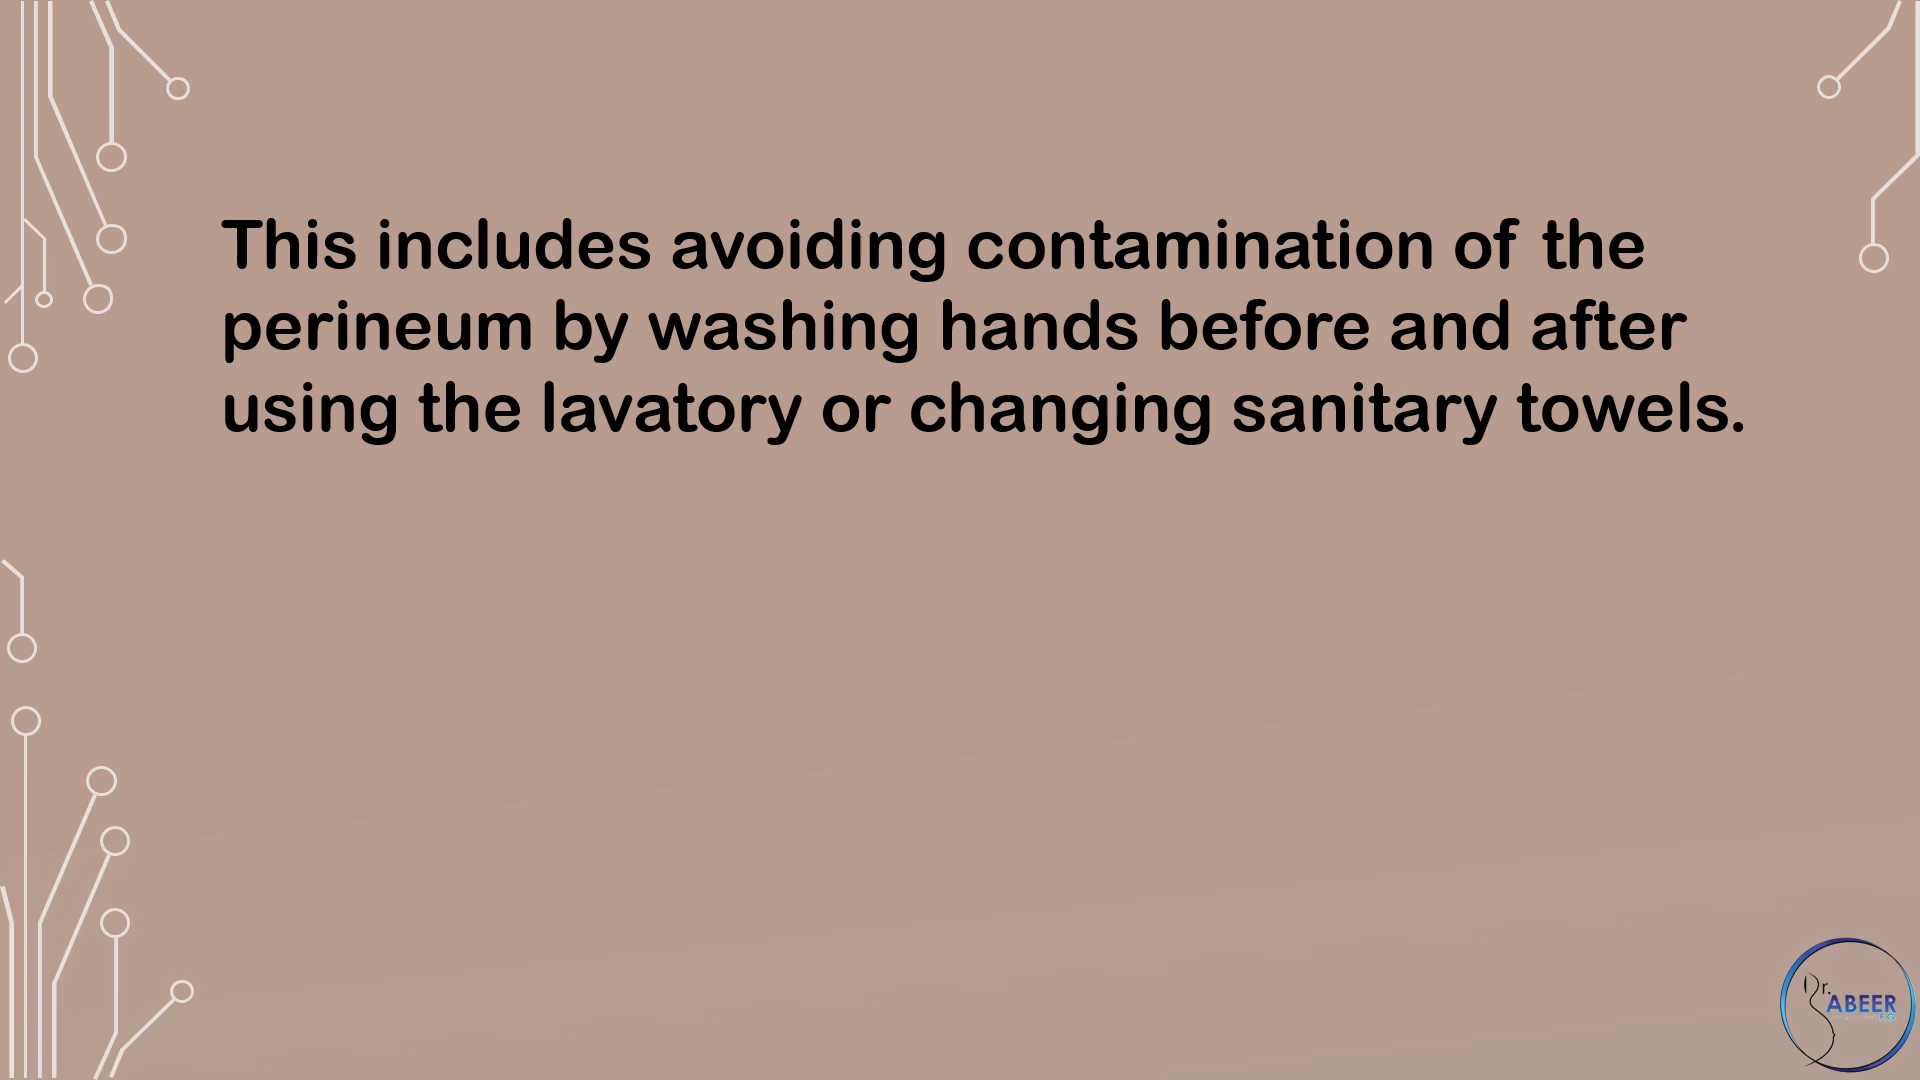 This includes avoiding contamination of the
perineum by washing hands before and after
using the lavatory or changing sanitary towels.
Dr.
ABEER
F.G.